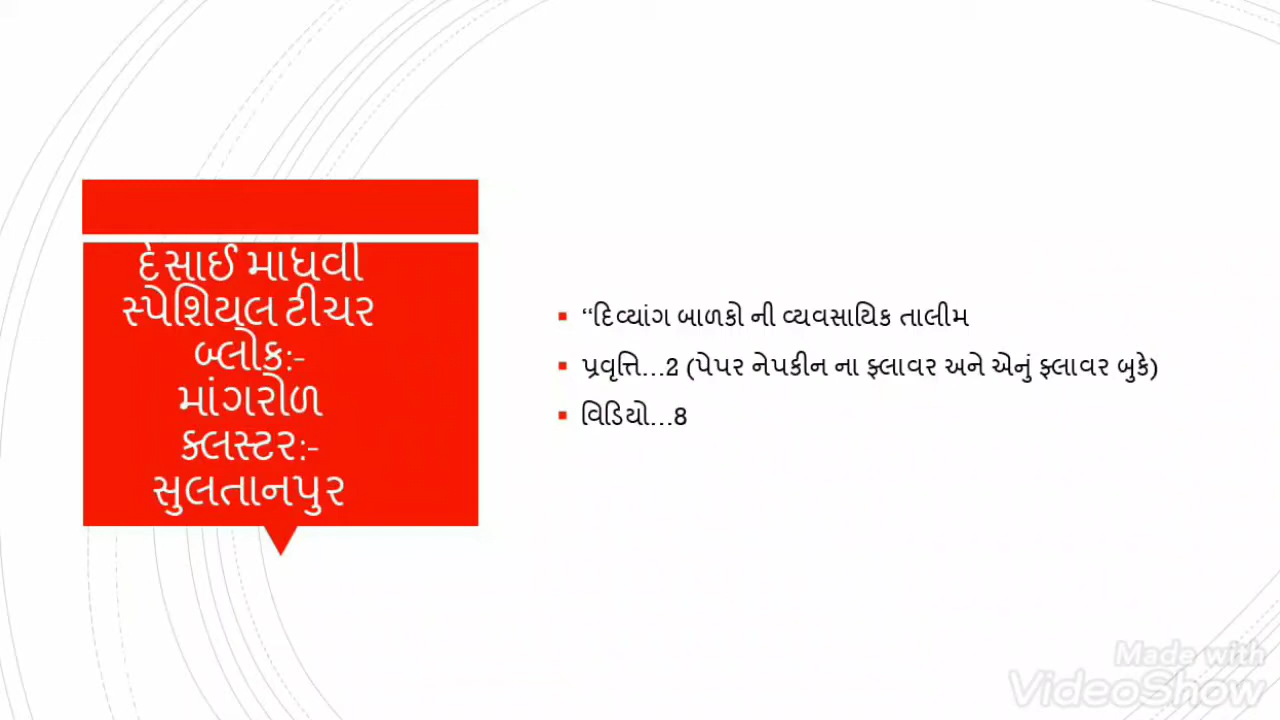 દેસાઈ માધવી
સ્પેશિયલ ટીચર
બ્લોક:-
માંગરોળ
ક્લસ્ટર:-
સુલતાનપુર
“દિવ્યાંગ બાળકો ની વ્યવસાયિક તાલીમ
પ્રવૃત્તિ...2 (પેપર નેપકીન ના ફ્લાવર અને એનું ફ્લાવર બુકે)
વિડિયો...8
Made with
VideoShow